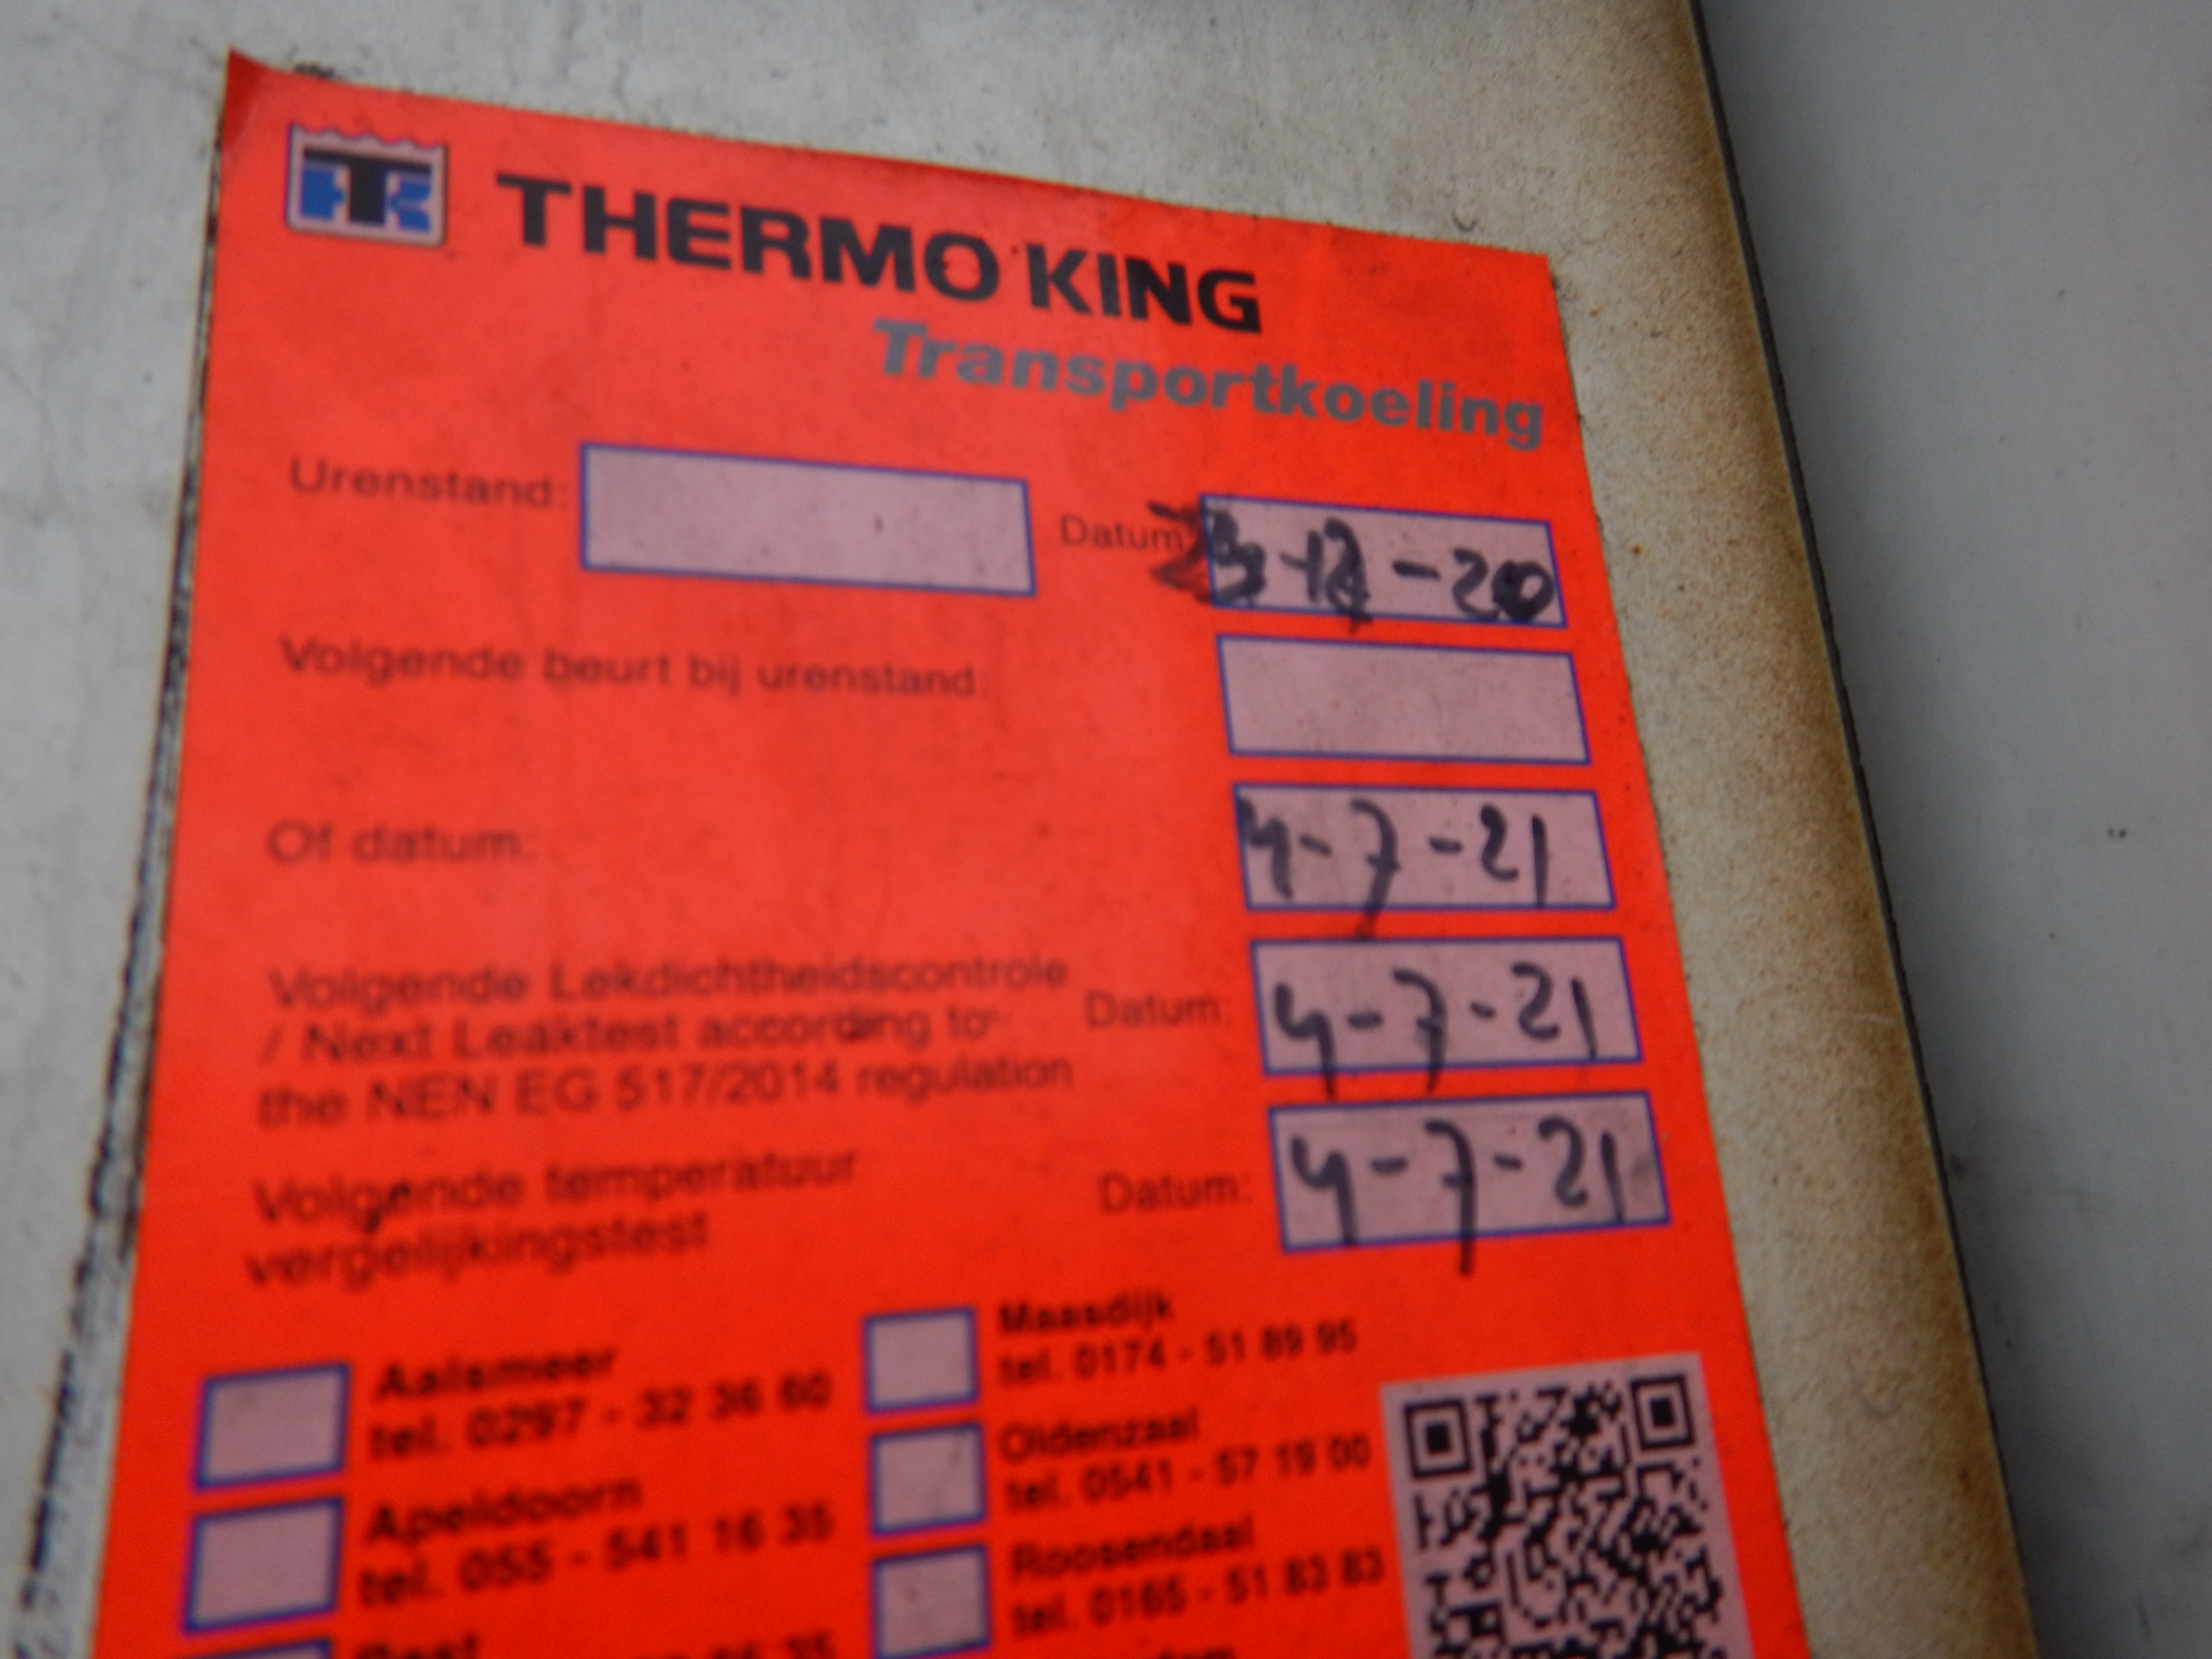 THERMO KING
Transportkoeling
Urenstand:
Datum 23-12-20
Volgende beurt bij urenstand:
Of datum: 4-7-21
Volgende Lekdichtheidscontrole
/ Next Leaktest according to
the NEN EG 517/2014 regulation
Datum: 4-7-21
Volgende temperatuur
vergelijkingstest
Datum: 4-7-21
Aalsmeer
tel. 0297 - 32 36 60
Apeldoorn
tel. 055 - 541 16 35
Maasdijk
tel. 0174 - 51 89 95
Oldenzaal
tel. 0541 - 57 19 00
Roosendaal
tel. 0165 - 51 83 83